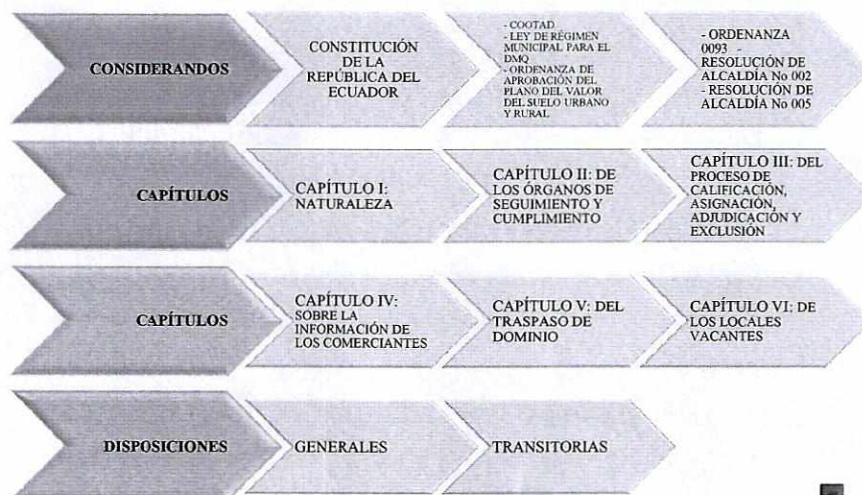 CONSIDERANDOS
CONSTITUCIÓN
DE LA
REPÚBLICA DEL
ECUADOR
- COOTAD
- LEY DE RÉGIMEN
MUNICIPAL PARA EL
DMQ
- ORDENANZA DE
APROBACIÓN DEL
PLANO DEL VALOR
DEL SUELO URBANO
Y RURAL
- ORDENANZA
0093 -
RESOLUCIÓN DE
ALCALDÍA No 002
- RESOLUCIÓN DE
ALCALDÍA No 005
CAPÍTULOS
CAPÍTULO I:
NATURALEZA
CAPÍTULO II: DE
LOS ÓRGANOS DE
SEGUIMIENTO Y
CUMPLIMIENTO
CAPÍTULO III: DEL
PROCESO DE
CALIFICACIÓN,
ASIGNACIÓN,
ADJUDICACIÓN Y
EXCLUSIÓN
CAPÍTULOS
CAPÍTULO IV:
SOBRE LA
INFORMACIÓN DE
LOS COMERCIANTES
CAPÍTULO V: DEL
TRASPASO DE
DOMINIO
CAPÍTULO VI: DE
LOS LOCALES
VACANTES
DISPOSICIONES
GENERALES
TRANSITORIAS